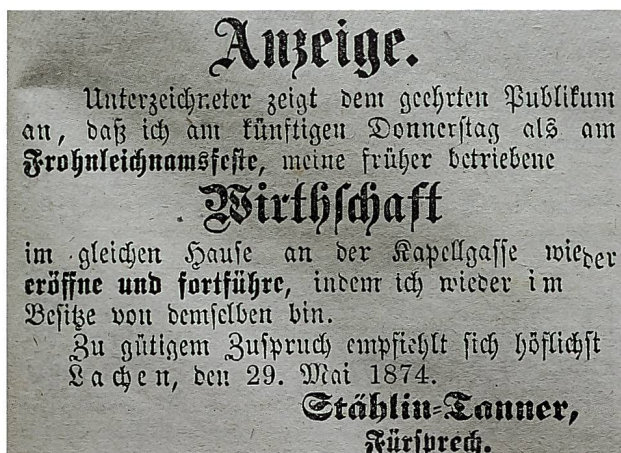 Anzeige.
Unterzeichneter zeigt dem geehrten Publikum
an, daß ich am künftigen Donnerstag als am
Frohnleichnamsfeste, meine früher betriebene
Wirthschaft
im gleichen Hause an der Kapellgasse wieder
eröffne und fortführe, indem ich wieder im
Besitze von demselben bin.
Zu gütigem Zuspruch empfiehlt sich höflichst
Lachen, den 29. Mai 1874.
Stählin-Tanner,
Fürsprech.